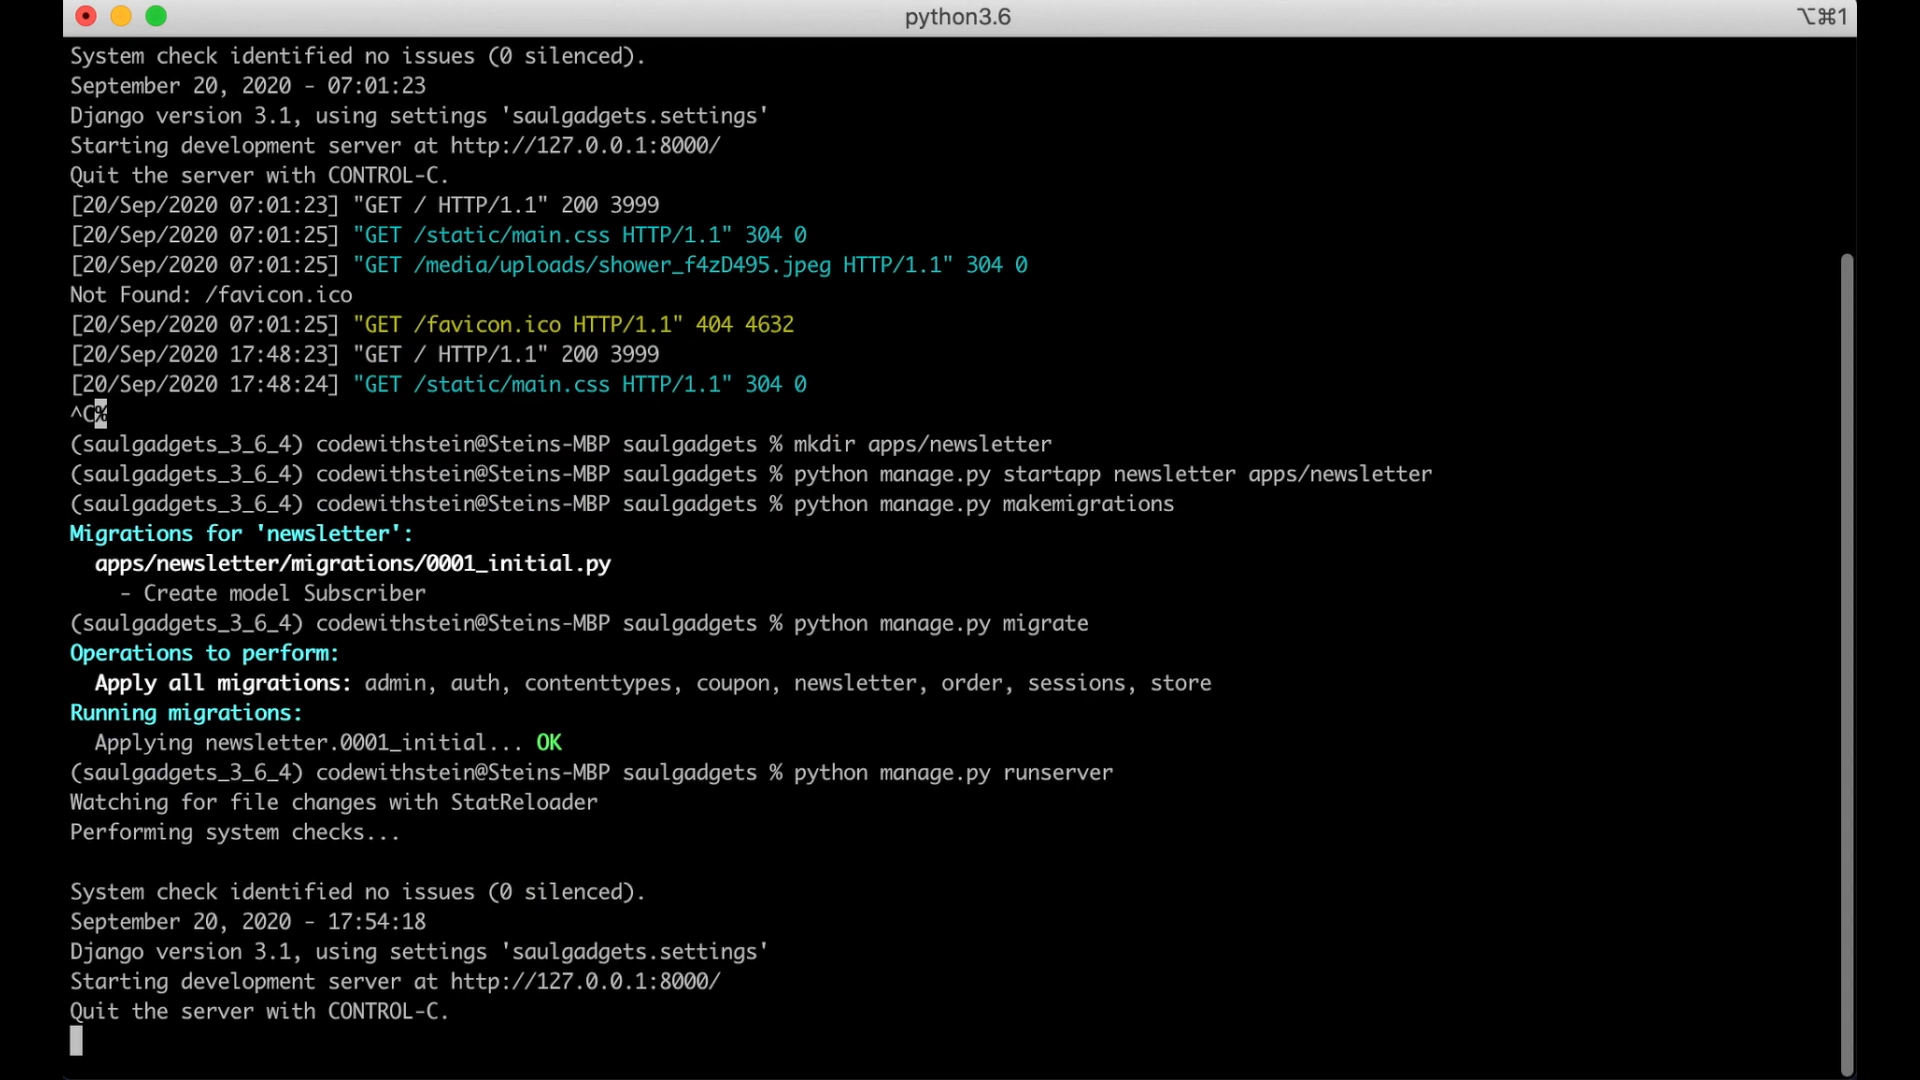 python3.6
⌥⌘1
System check identified no issues (0 silenced).
September 20, 2020 - 07:01:23
Django version 3.1, using settings 'saulgadgets.settings'
Starting development server at http://127.0.0.1:8000/
Quit the server with CONTROL-C.
[20/Sep/2020 07:01:23] "GET / HTTP/1.1" 200 3999
[20/Sep/2020 07:01:25] "GET /static/main.css HTTP/1.1" 304 0
[20/Sep/2020 07:01:25] "GET /media/uploads/shower_f4zD495.jpeg HTTP/1.1" 304 0
Not Found: /favicon.ico
[20/Sep/2020 07:01:25] "GET /favicon.ico HTTP/1.1" 404 4632
[20/Sep/2020 17:48:23] "GET / HTTP/1.1" 200 3999
[20/Sep/2020 17:48:24] "GET /static/main.css HTTP/1.1" 304 0
^C%
(saulgadgets_3_6_4) codewithstein@Steins-MBP saulgadgets % mkdir apps/newsletter
(saulgadgets_3_6_4) codewithstein@Steins-MBP saulgadgets % python manage.py startapp newsletter apps/newsletter
(saulgadgets_3_6_4) codewithstein@Steins-MBP saulgadgets % python manage.py makemigrations
Migrations for 'newsletter':
  apps/newsletter/migrations/0001_initial.py
    - Create model Subscriber
(saulgadgets_3_6_4) codewithstein@Steins-MBP saulgadgets % python manage.py migrate
Operations to perform:
  Apply all migrations: admin, auth, contenttypes, coupon, newsletter, order, sessions, store
Running migrations:
  Applying newsletter.0001_initial... OK
(saulgadgets_3_6_4) codewithstein@Steins-MBP saulgadgets % python manage.py runserver
Watching for file changes with StatReloader
Performing system checks...
System check identified no issues (0 silenced).
September 20, 2020 - 17:54:18
Django version 3.1, using settings 'saulgadgets.settings'
Starting development server at http://127.0.0.1:8000/
Quit the server with CONTROL-C.